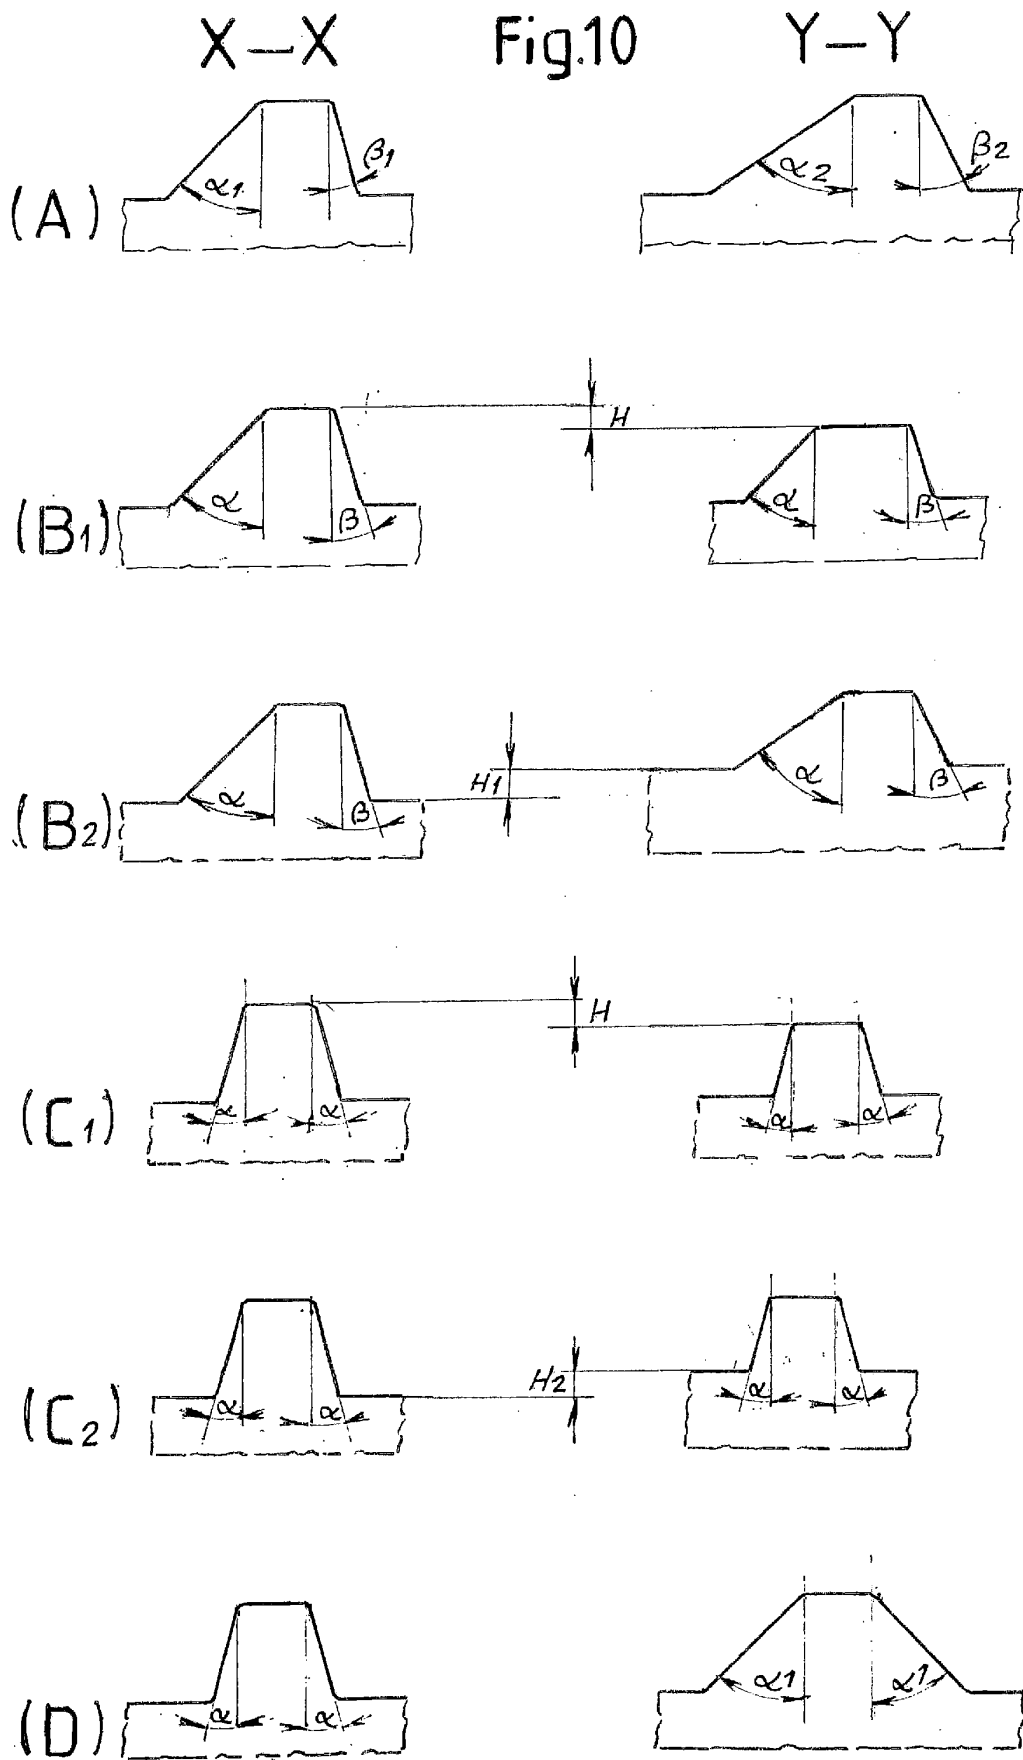 X–X Fig.10 Y–Y
(A) α1 β1 α2 β2
(B1) α β H α β
(B2) α β H1 α β
(C1) α α H α α
(C2) α α H2 α α
(D) α α α1 α1